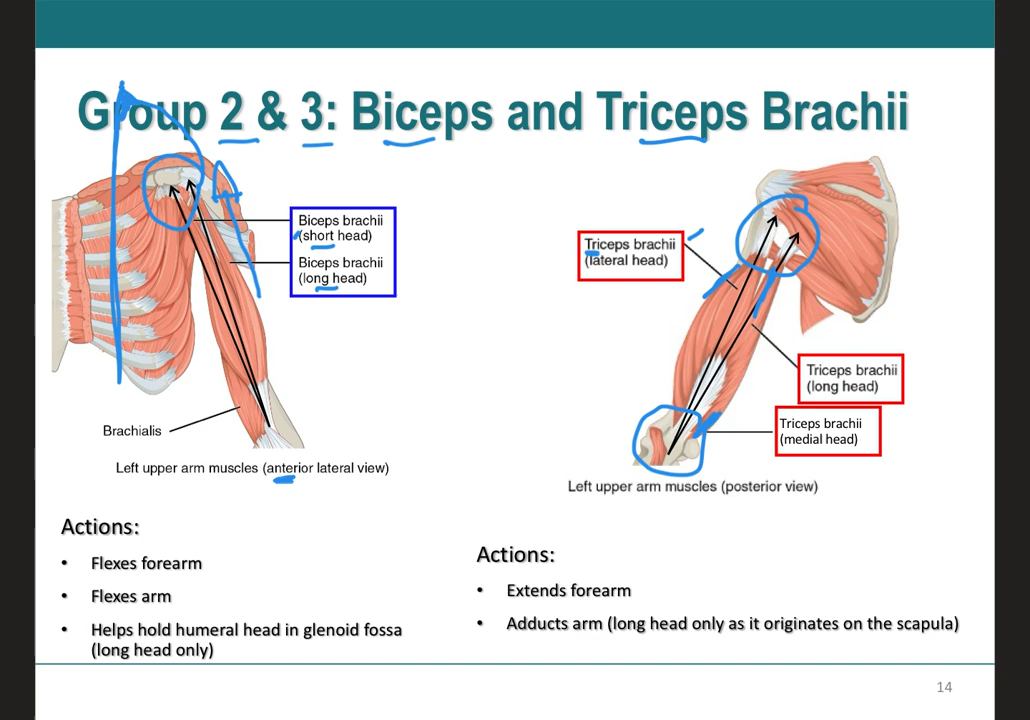 Group 2 & 3: Biceps and Triceps Brachii
Biceps brachii
(short head)
Biceps brachii
(long head)
Brachialis
Left upper arm muscles (anterior lateral view)
Triceps brachii
(lateral head)
Triceps brachii
(long head)
Triceps brachii
(medial head)
Left upper arm muscles (posterior view)
Actions:
• Flexes forearm
• Flexes arm
• Helps hold humeral head in glenoid fossa
(long head only)
Actions:
• Extends forearm
• Adducts arm (long head only as it originates on the scapula)
14